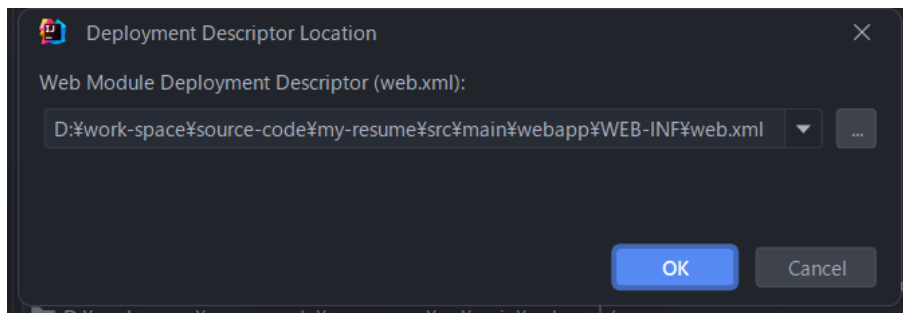 Deployment Descriptor Location
Web Module Deployment Descriptor (web.xml):
D:¥work-space¥source-code¥my-resume¥src¥main¥webapp¥WEB-INF¥web.xml
...
OK Cancel